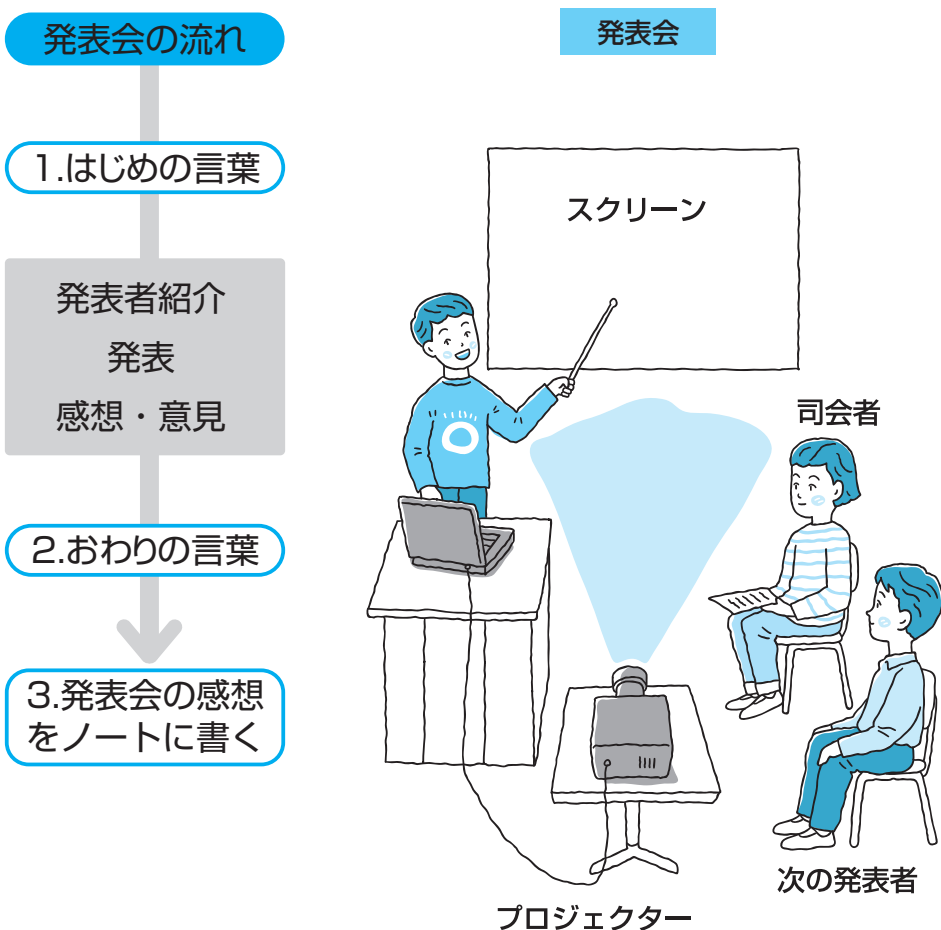 発表会の流れ
1.はじめの言葉
発表者紹介
発表
感想・意見
2.おわりの言葉
3.発表会の感想
をノートに書く
発表会
スクリーン
司会者
次の発表者
プロジェクター